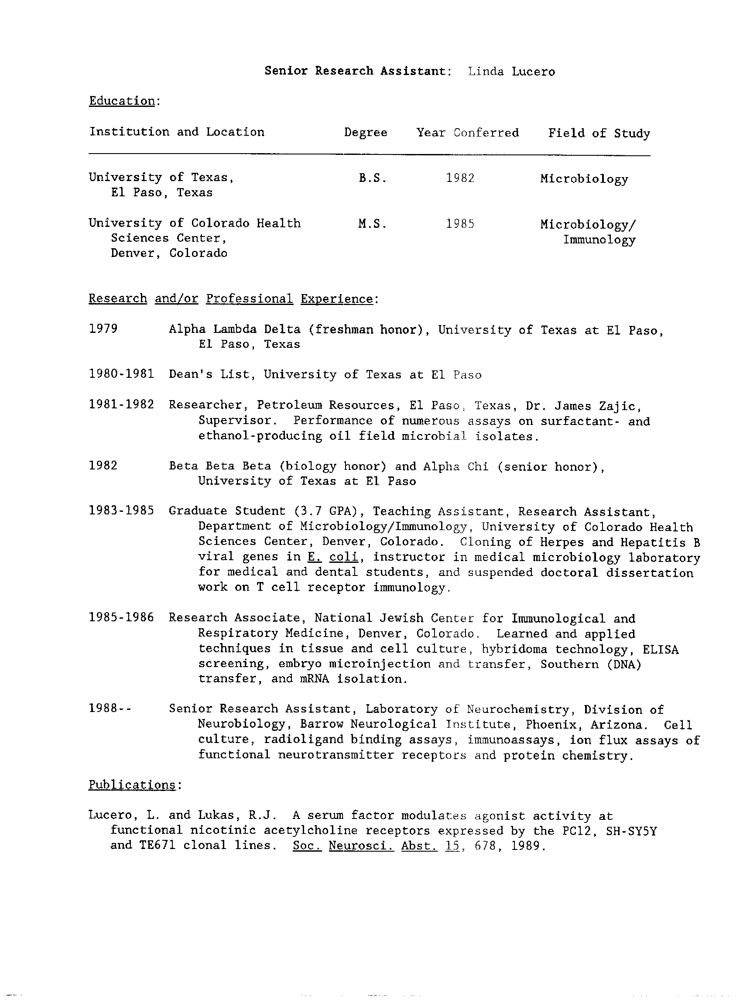 Senior Research Assistant: Linda Lucero
Education:
Institution and Location Degree Year Conferred Field of Study
University of Texas, B.S. 1982 Microbiology
El Paso, Texas
University of Colorado Health M.S. 1985 Microbiology/
Sciences Center, Immunology
Denver, Colorado
Research and/or Professional Experience:
1979 Alpha Lambda Delta (freshman honor), University of Texas at El Paso,
El Paso, Texas
1980-1981 Dean's List, University of Texas at El Paso
1981-1982 Researcher, Petroleum Resources, El Paso, Texas, Dr. James Zajic,
Supervisor. Performance of numerous assays on surfactant- and
ethanol-producing oil field microbial isolates.
1982 Beta Beta Beta (biology honor) and Alpha Chi (senior honor),
University of Texas at El Paso
1983-1985 Graduate Student (3.7 GPA), Teaching Assistant, Research Assistant,
Department of Microbiology/Immunology, University of Colorado Health
Sciences Center, Denver, Colorado. Cloning of Herpes and Hepatitis B
viral genes in E. coli, instructor in medical microbiology laboratory
for medical and dental students, and suspended doctoral dissertation
work on T cell receptor immunology.
1985-1986 Research Associate, National Jewish Center for Immunological and
Respiratory Medicine, Denver, Colorado. Learned and applied
techniques in tissue and cell culture, hybridoma technology, ELISA
screening, embryo microinjection and transfer, Southern (DNA)
transfer, and mRNA isolation.
1988-- Senior Research Assistant, Laboratory of Neurochemistry, Division of
Neurobiology, Barrow Neurological Institute, Phoenix, Arizona. Cell
culture, radioligand binding assays, immunoassays, ion flux assays of
functional neurotransmitter receptors and protein chemistry.
Publications:
Lucero, L. and Lukas, R.J. A serum factor modulates agonist activity at
functional nicotinic acetylcholine receptors expressed by the PC12, SH-SY5Y
and TE671 clonal lines. Soc. Neurosci. Abst. 15, 678, 1989.